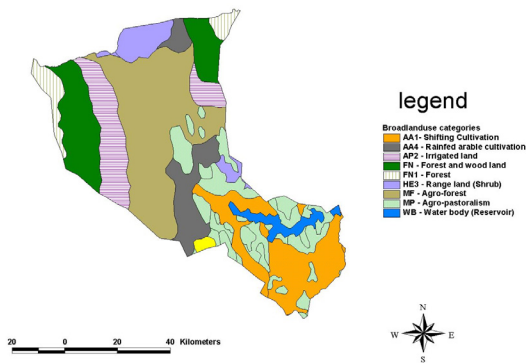 legend
Broadlanduse categories
AA1- Shifting Cultivation
AA4 - Rainfed arable cultivation
AP2 - Irrigated land
FN - Forest and wood land
FN1 - Forest
HE3 - Range land (Shrub)
MF - Agro-forest
MP - Agro-pastoralism
WB - Water body (Reservoir)
20 0 20 40 Kilometers
N
W E
S